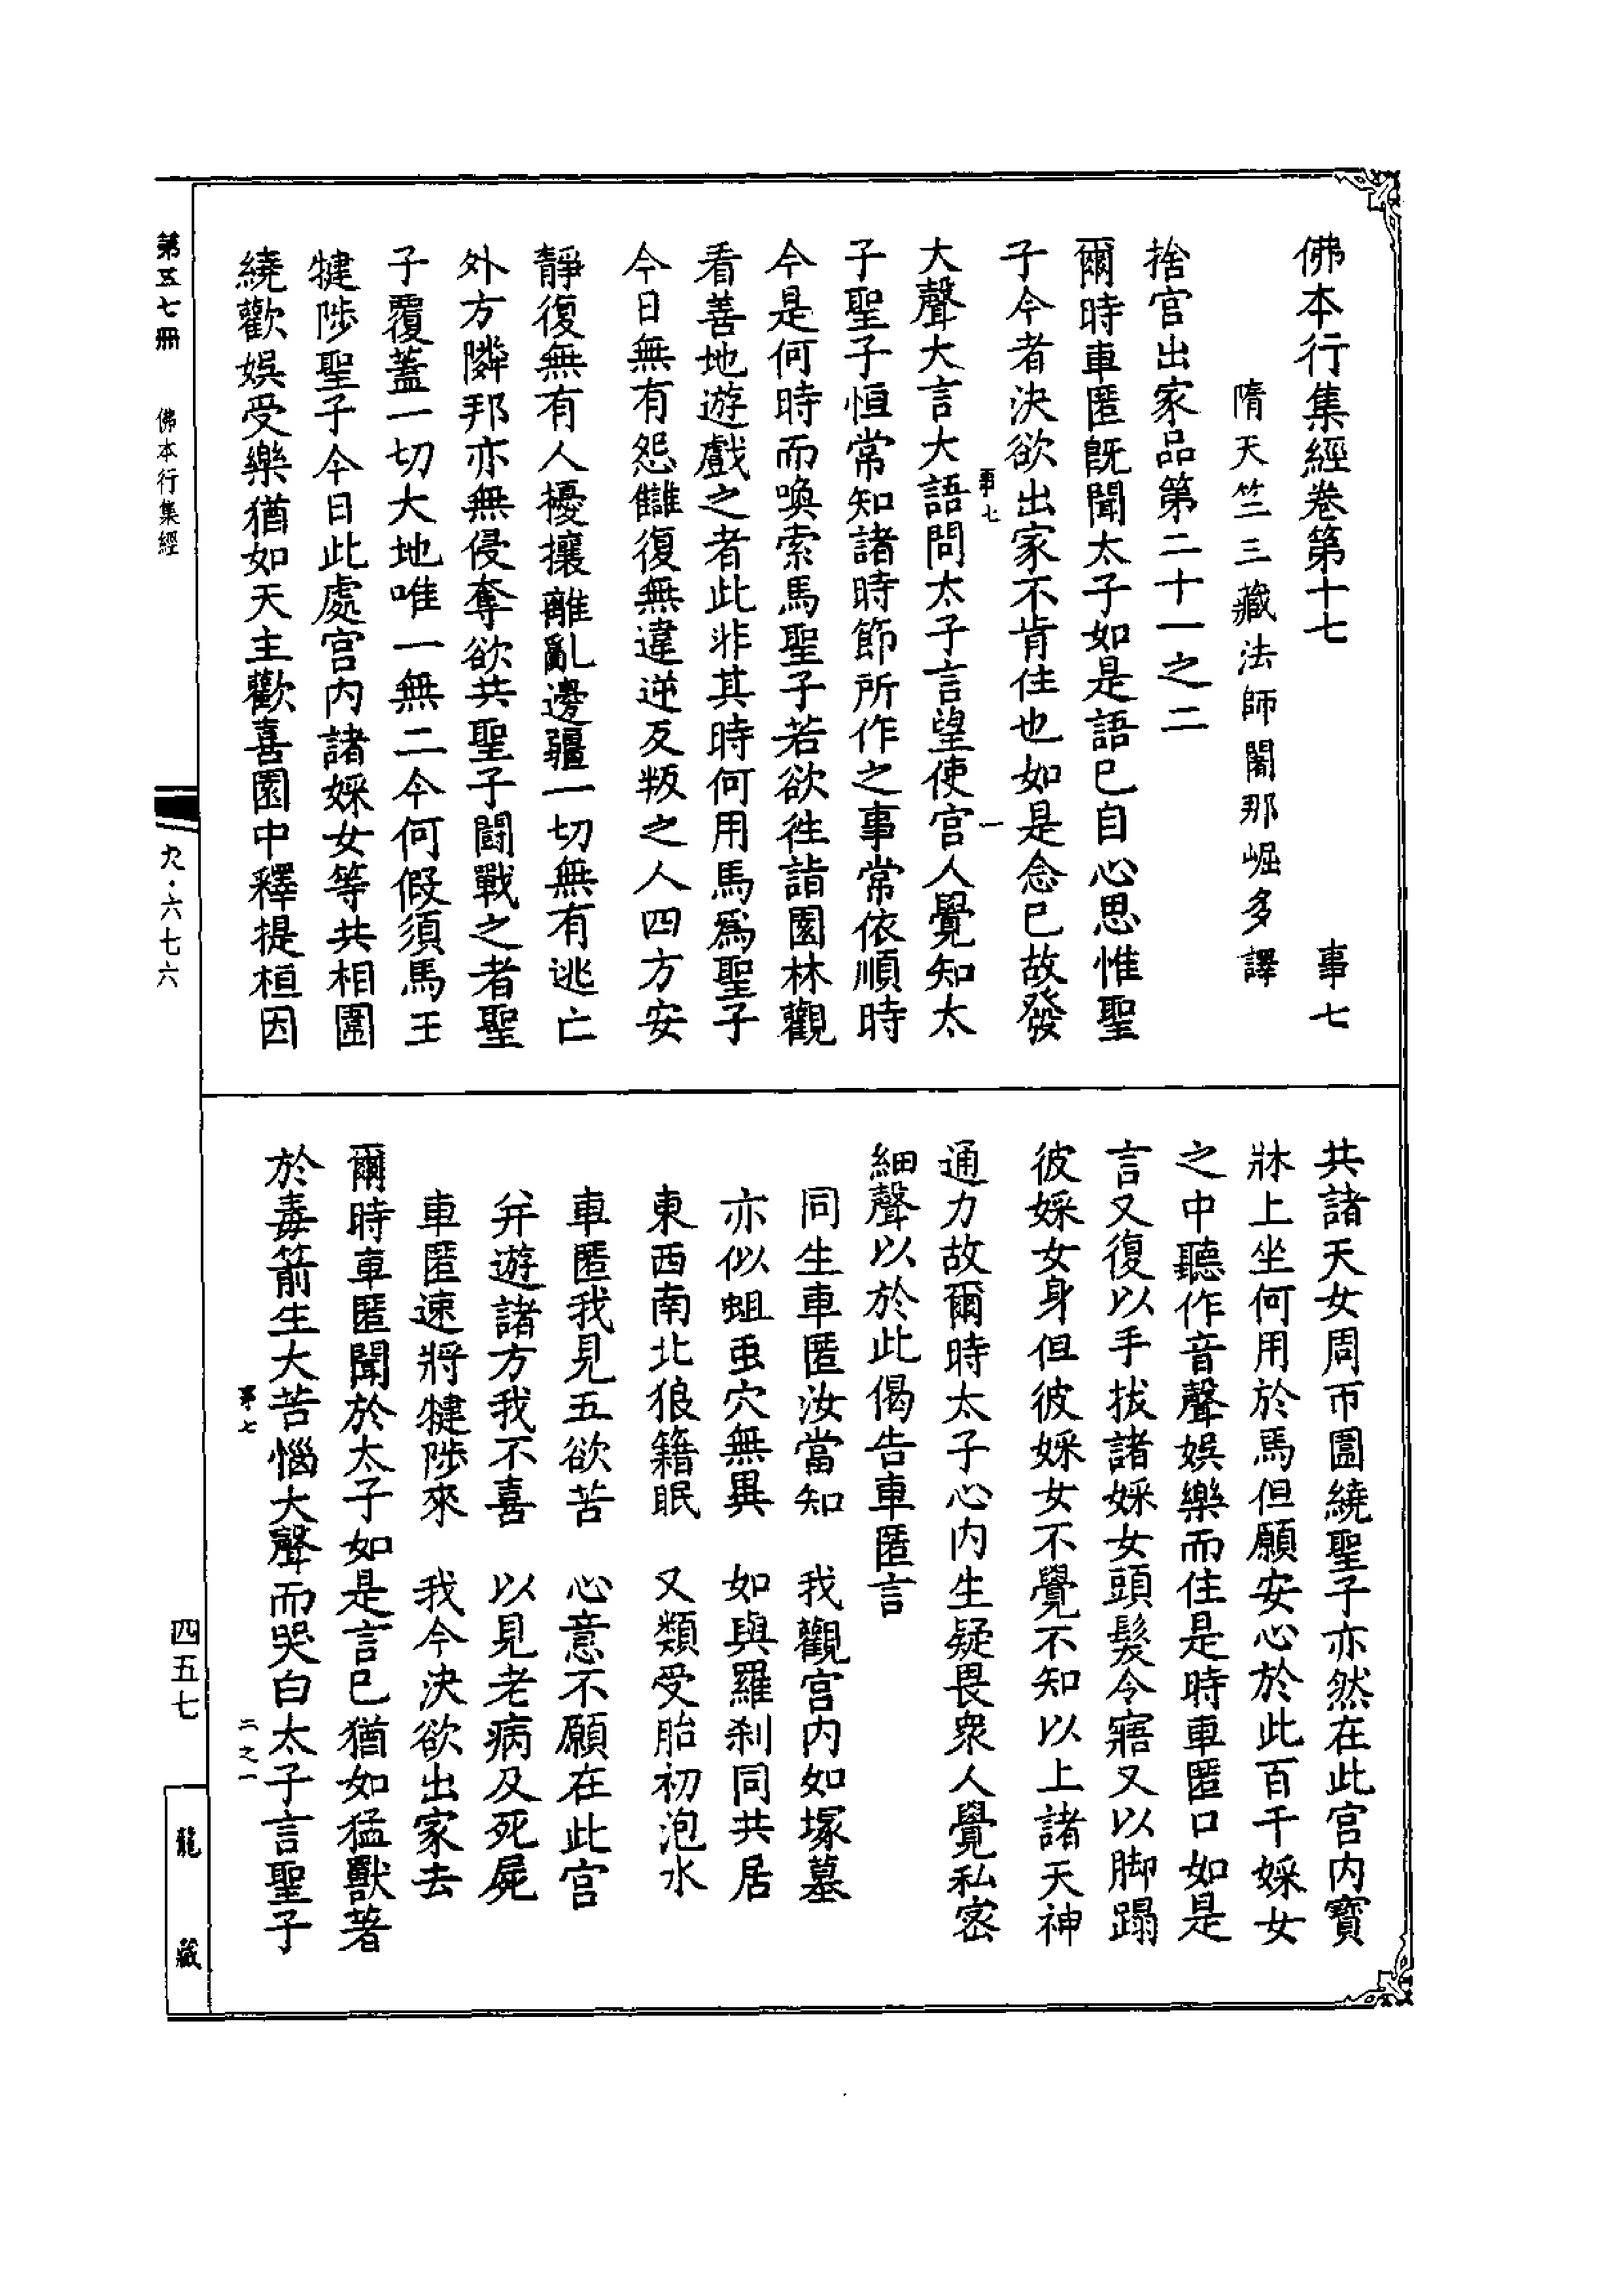 佛本行集經卷第十七　事七
隋天竺三藏法師闍那崛多譯
捨宫出家品第二十一之二
爾時車匿既聞太子如是語已自心思惟聖
子今者決欲出家不肯住也如是念已故發
事七　一
大聲大言大語問太子言望使宫人覺知太
子聖子恒常知諸時節所作之事常依順時
今是何時而喚索馬聖子若欲徃詣園林觀
看善地遊戲之者此非其時何用馬爲聖子
今日無有怨讎復無違逆反叛之人四方安
靜復無有人擾攘離亂邊疆一切無有逃亡
外方隣邦亦無侵奪欲共聖子鬪戰之者聖
子覆蓋一切大地唯一無二今何假須馬王
犍陟聖子今日此處宫内諸婇女等共相圍
繞歡娯受樂猶如天主歡喜園中釋提桓因
共諸天女周帀圍繞聖子亦然在此宫内寶
牀上坐何用於馬但願安心於此百千婇女
之中聽作音聲娯樂而住是時車匿口如是
言又復以手拔諸婇女頭髮令寤又以脚蹋
彼婇女身但彼婇女不覺不知以上諸天神
通力故爾時太子心内生疑畏衆人覺私密
細聲以於此偈告車匿言
同生車匿汝當知　我觀宫内如塚墓
亦似蛆虫穴無異　如與羅刹同共居
東西南北狼籍眠　又類受胎初泡水
車匿我見五欲苦　心意不願在此宫
并遊諸方我不喜　以見老病及死屍
車匿速將犍陟來　我今決欲出家去
爾時車匿聞於太子如是言已猶如猛獸著
於毒箭生大苦惱大聲而哭白太子言聖子
事七　二之一
第五七冊　佛本行集經　九·六七六　四五七　龍藏